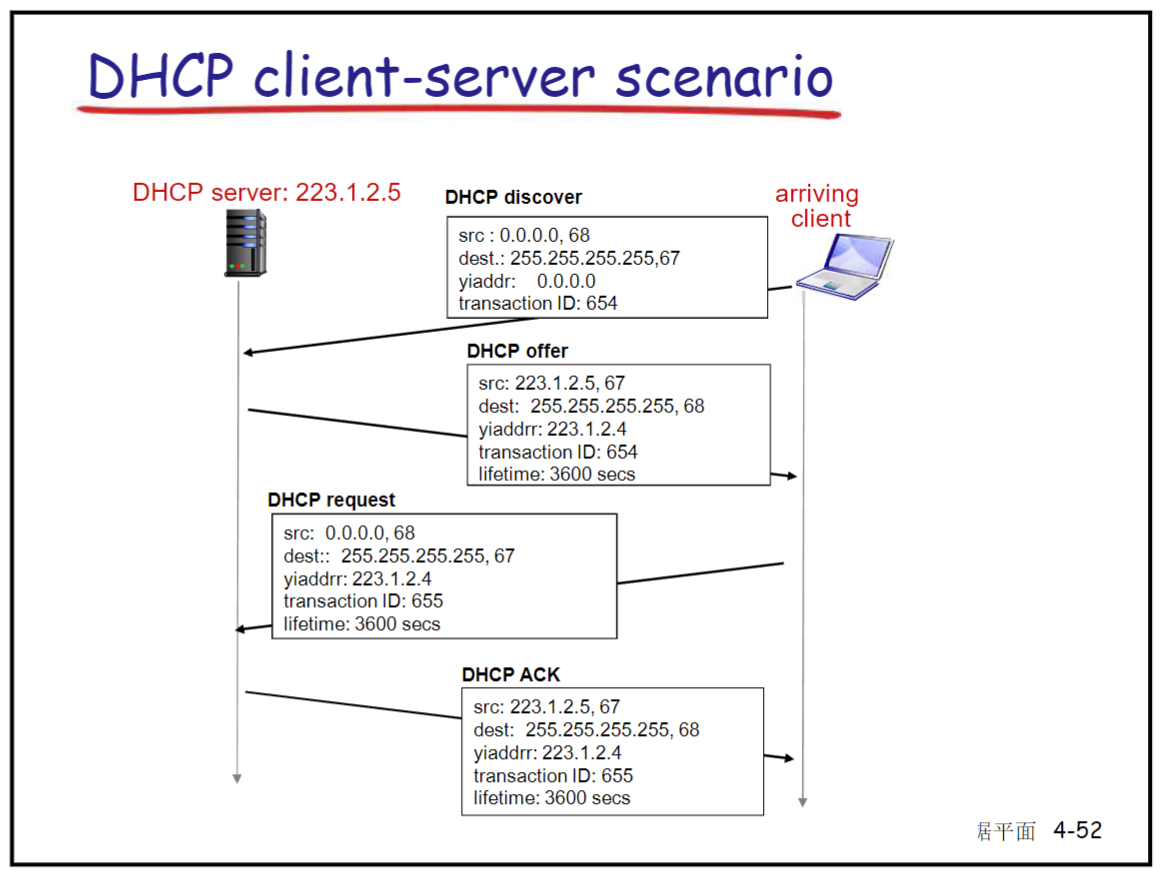 DHCP client-server scenario
DHCP server: 223.1.2.5
arriving
client
DHCP discover
src : 0.0.0.0, 68
dest.: 255.255.255.255,67
yiaddr: 0.0.0.0
transaction ID: 654
DHCP offer
src: 223.1.2.5, 67
dest: 255.255.255.255, 68
yiaddrr: 223.1.2.4
transaction ID: 654
lifetime: 3600 secs
DHCP request
src: 0.0.0.0, 68
dest:: 255.255.255.255, 67
yiaddrr: 223.1.2.4
transaction ID: 655
lifetime: 3600 secs
DHCP ACK
src: 223.1.2.5, 67
dest: 255.255.255.255, 68
yiaddrr: 223.1.2.4
transaction ID: 655
lifetime: 3600 secs
平面 4-52